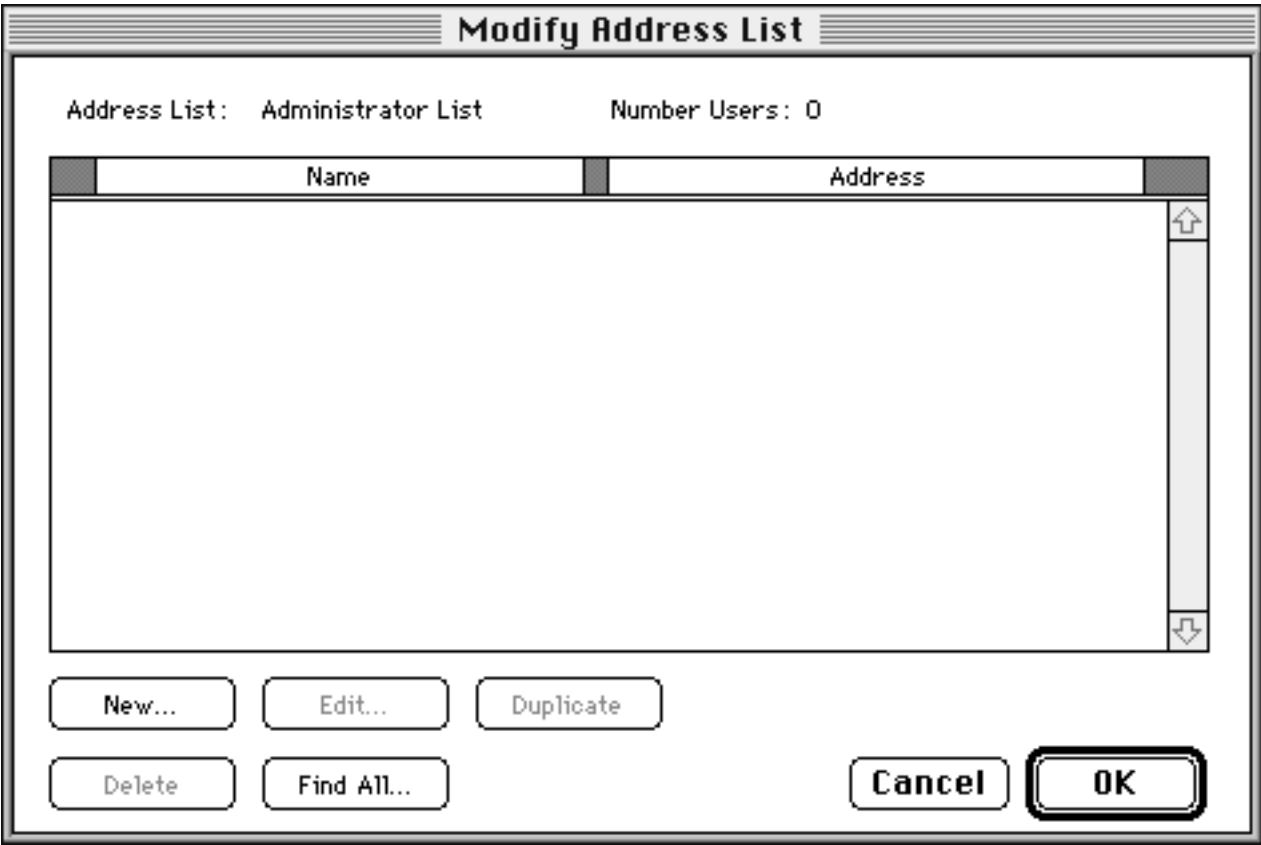 Modify Address List
Address List: Administrator List Number Users: 0
Name Address
New... Edit... Duplicate
Delete Find All... Cancel OK